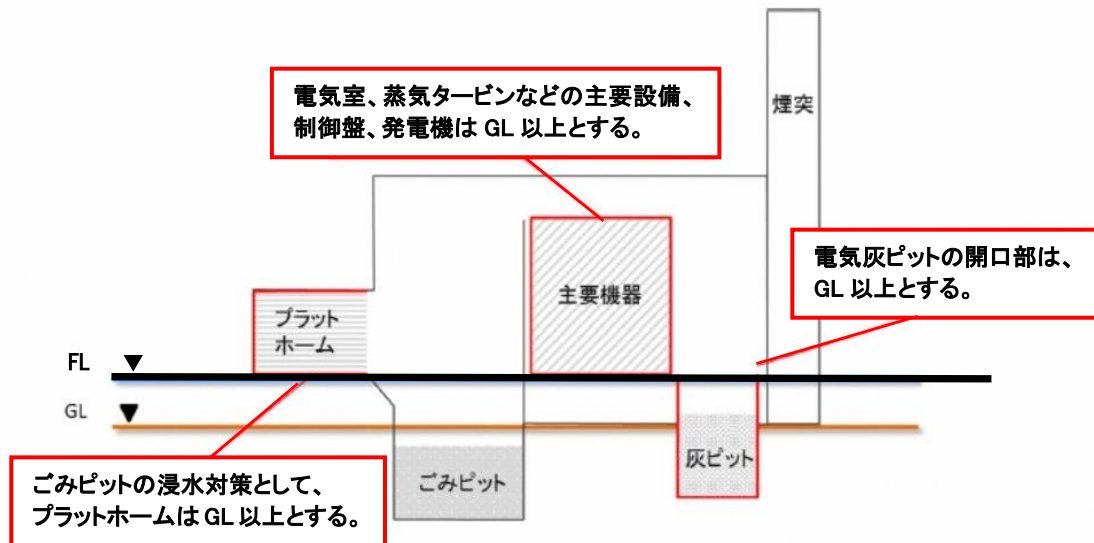 電気室、蒸気タービンなどの主要設備、
制御盤、発電機は GL 以上とする。
煙突
電気灰ピットの開口部は、
GL 以上とする。
主要機器
プラット
ホーム
FL ▼
GL ▼
ごみピット
灰ピット
ごみピットの浸水対策として、
プラットホームは GL 以上とする。